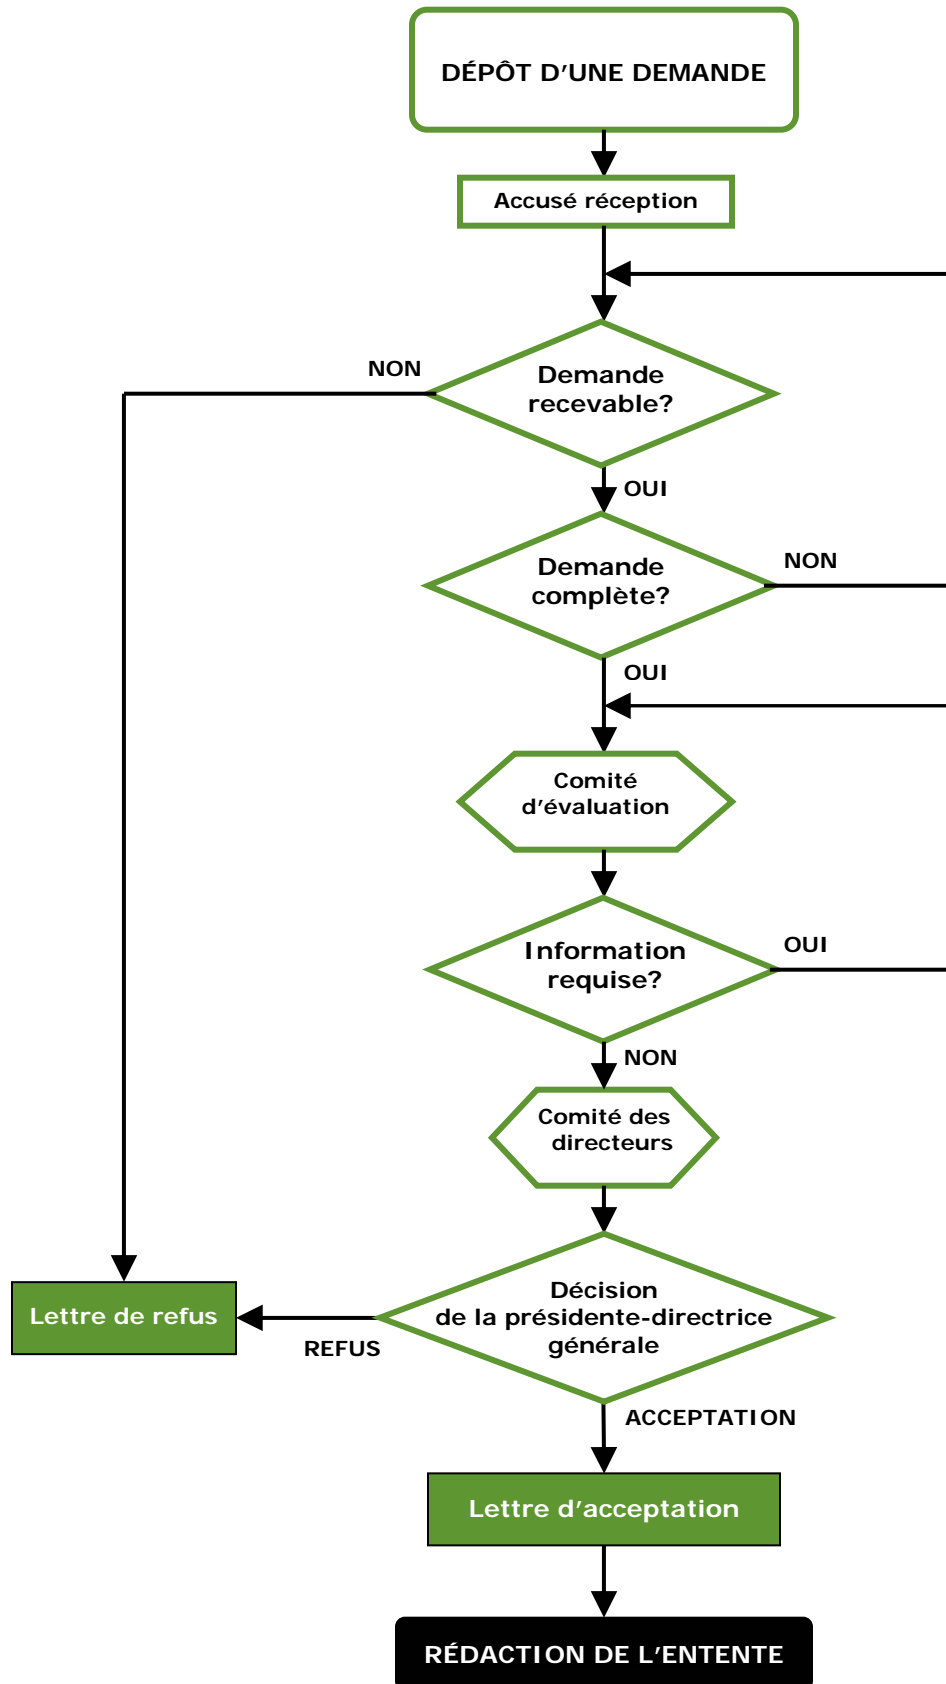 DÉPÔT D'UNE DEMANDE
Accusé réception
NON
Demande
recevable?
OUI
Demande
complète?
NON
OUI
Comité
d'évaluation
Information
requise?
OUI
NON
Comité des
directeurs
Décision
de la présidente-directrice
générale
Lettre de refus
REFUS
ACCEPTATION
Lettre d'acceptation
RÉDACTION DE L'ENTENTE